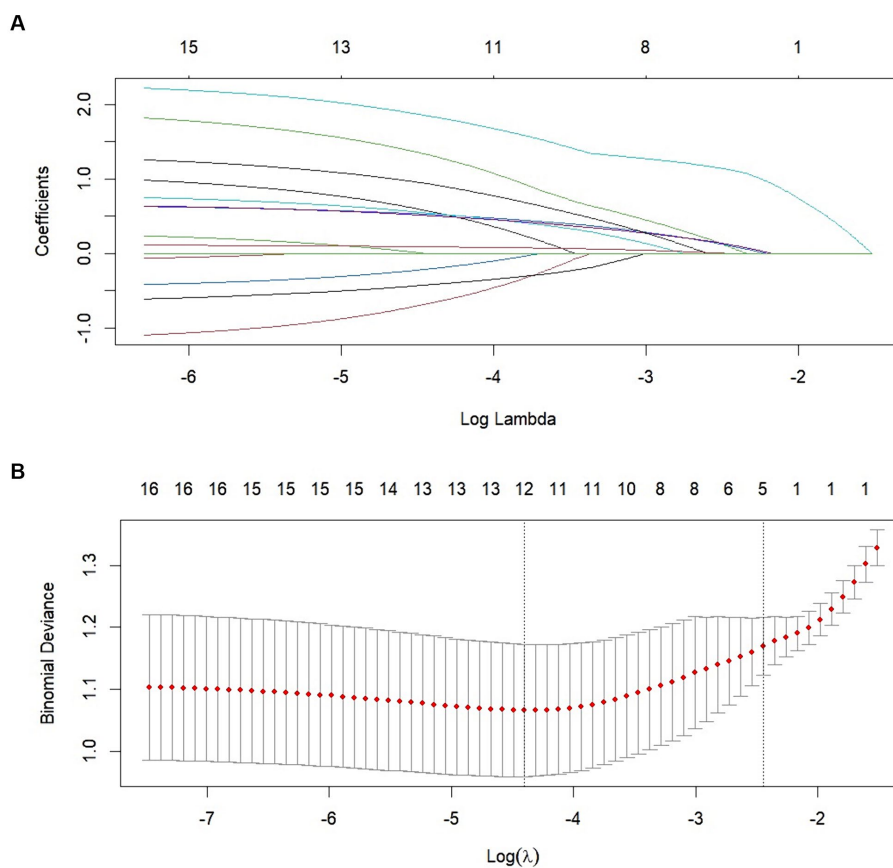 A
15 13 11 8 1
2.0
1.0
0.0
-1.0
Coefficients
-6 -5 -4 -3 -2
Log Lambda
B
16 16 16 15 15 15 15 14 13 13 13 12 11 11 10 8 8 6 5 1 1 1
1.3
1.2
1.1
1.0
Binomial Deviance
-7 -6 -5 -4 -3 -2
Log(λ)